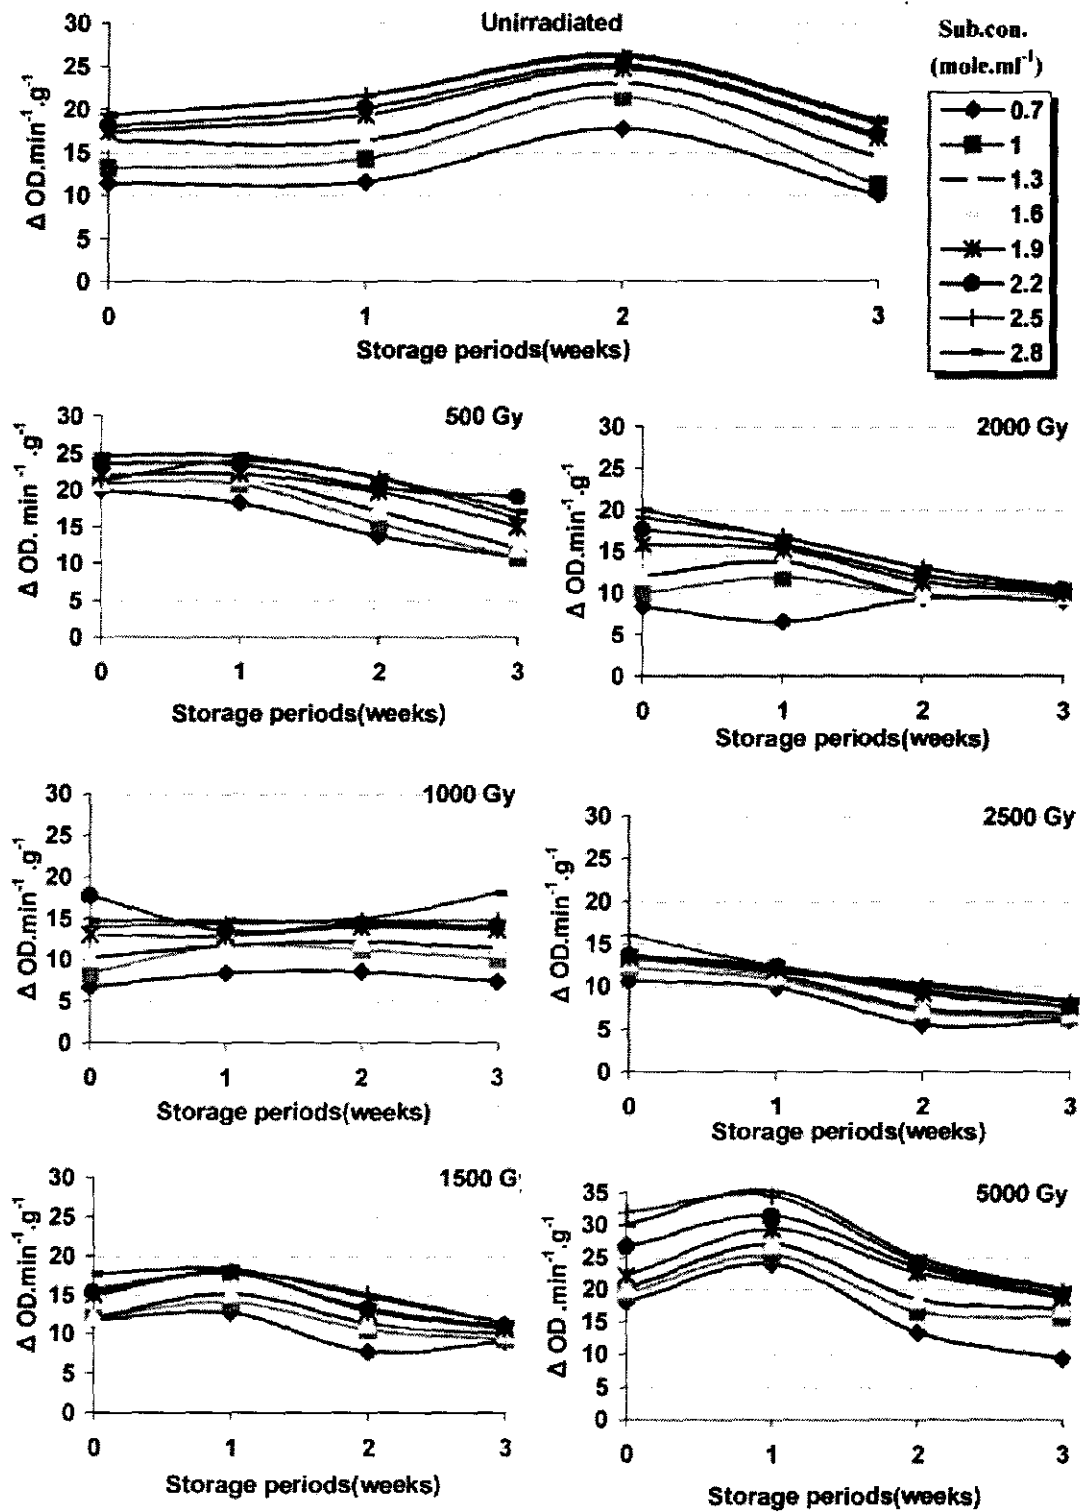 Unirradiated
30
25
20
15
10
5
0
Δ OD.min⁻¹.g⁻¹
0 1 2 3
Storage periods(weeks)
Sub.con.
(mole.ml⁻¹)
0.7
1
1.3
1.6
1.9
2.2
2.5
2.8
500 Gy
30
25
20
15
10
5
0
Δ OD. min⁻¹ .g⁻¹
0 1 2 3
Storage periods(weeks)
2000 Gy
30
25
20
15
10
5
0
Δ OD.min⁻¹.g⁻¹
0 1 2 3
Storage periods(weeks)
1000 Gy
30
25
20
15
10
5
0
Δ OD.min⁻¹.g⁻¹
0 1 2 3
Storage periods(weeks)
2500 Gy
30
25
20
15
10
5
0
Δ OD.min⁻¹.g⁻¹
0 1 2 3
Storage periods(weeks)
1500 Gy
30
25
20
15
10
5
0
Δ OD.min⁻¹.g⁻¹
0 1 2 3
Storage periods(weeks)
5000 Gy
35
30
25
20
15
10
5
0
Δ OD .min⁻¹.g⁻¹
0 1 2 3
Storage periods(weeks)